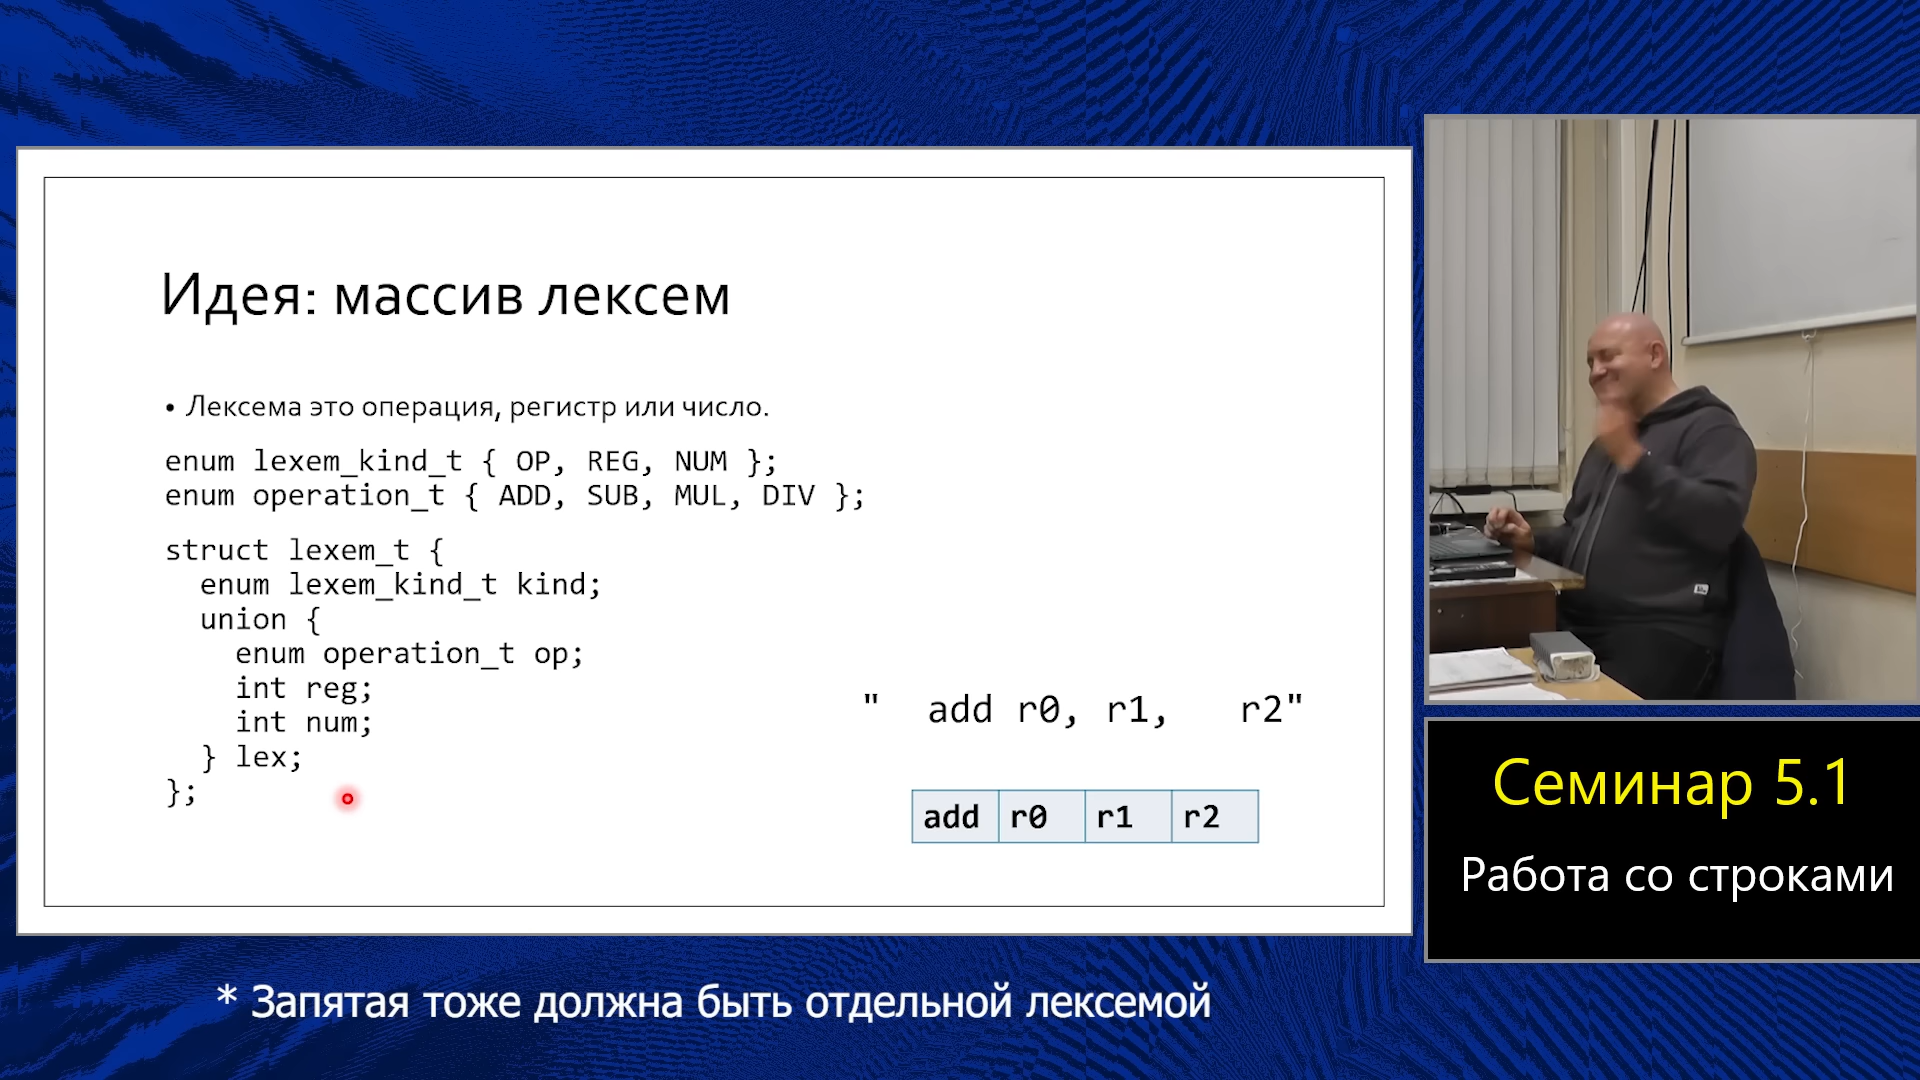 Идея: массив лексем
• Лексема это операция, регистр или число.
enum lexem_kind_t { OP, REG, NUM };
enum operation_t { ADD, SUB, MUL, DIV };
struct lexem_t {
  enum lexem_kind_t kind;
  union {
    enum operation_t op;
    int reg;
    int num;
  } lex;
};
"  add r0, r1,   r2"
add r0 r1 r2
Семинар 5.1
Работа со строками
* Запятая тоже должна быть отдельной лексемой